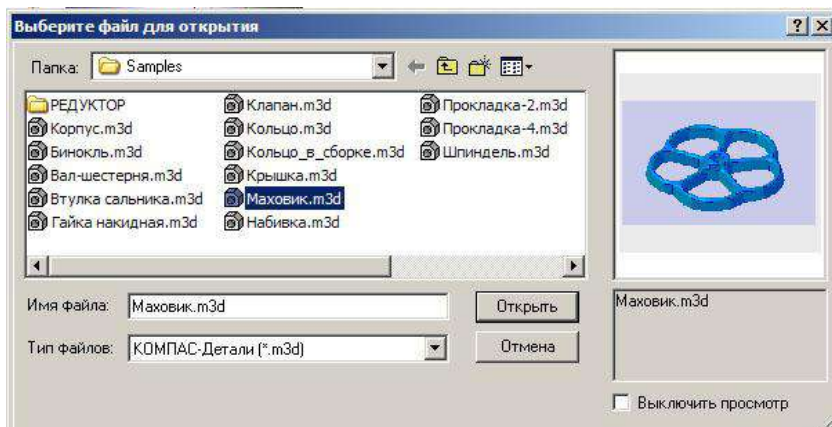 Выберите файл для открытия
Папка: Samples
РЕДУКТОР
Корпус.m3d
Бинокль.m3d
Вал-шестерня.m3d
Втулка сальника.m3d
Гайка накидная.m3d
Клапан.m3d
Кольцо.m3d
Кольцо_в_сборке.m3d
Крышка.m3d
Маховик.m3d
Набивка.m3d
Прокладка-2.m3d
Прокладка-4.m3d
Шпиндель.m3d
Имя файла: Маховик.m3d Открыть
Тип файлов: КОМПАС-Детали (*.m3d) Отмена
Маховик.m3d
Выключить просмотр